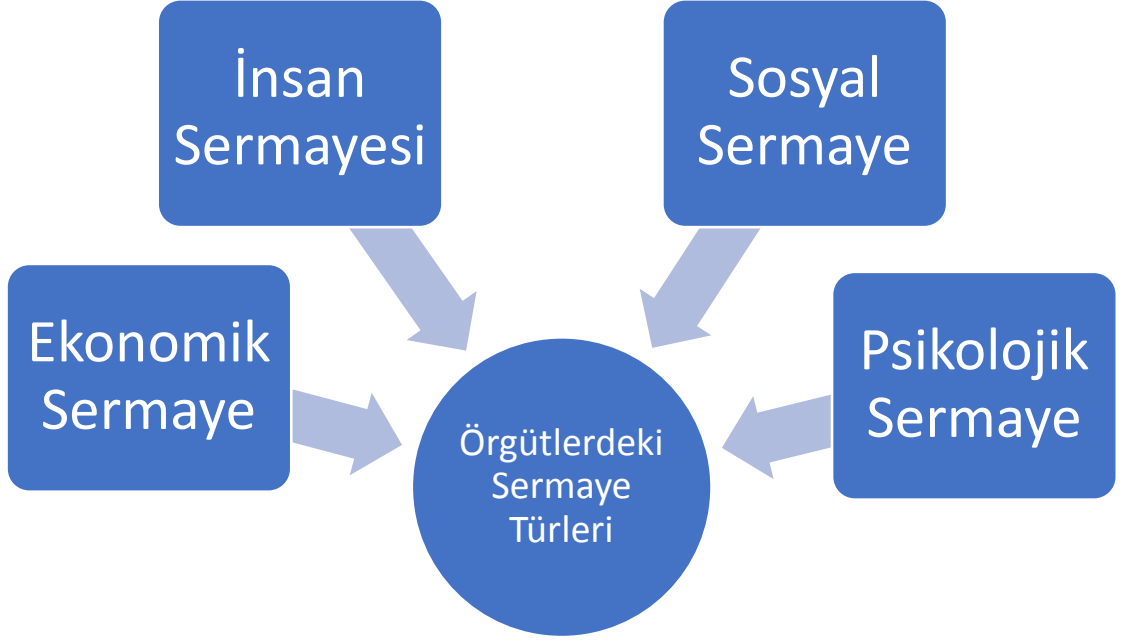 İnsan
Sermayesi
Sosyal
Sermaye
Ekonomik
Sermaye
Psikolojik
Sermaye
Örgütlerdeki
Sermaye
Türleri